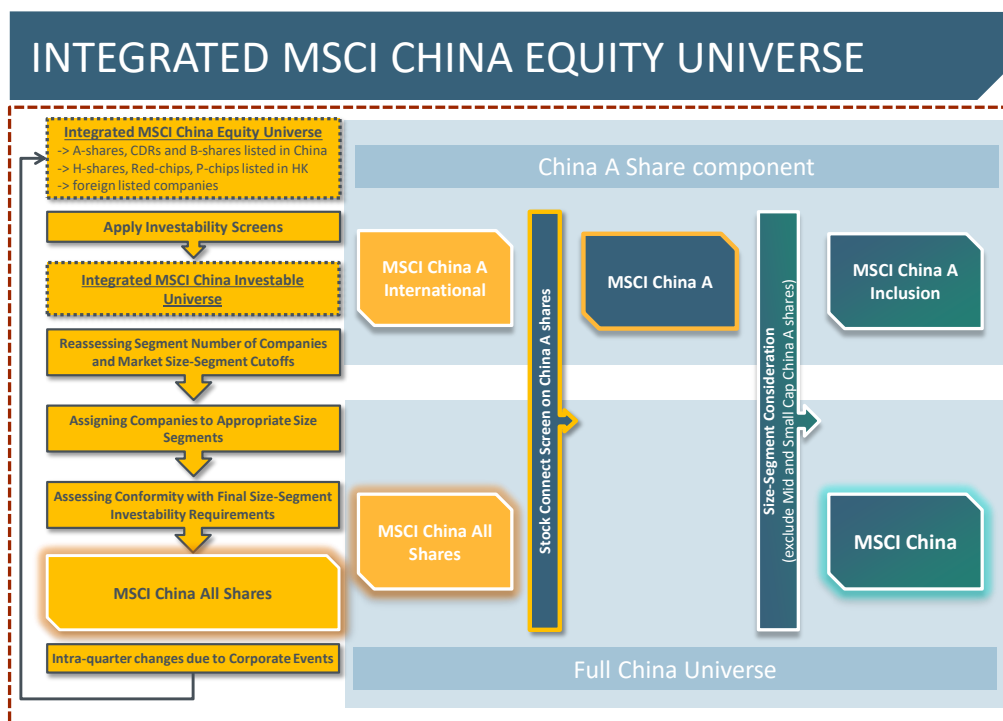 INTEGRATED MSCI CHINA EQUITY UNIVERSE
Integrated MSCI China Equity Universe
-> A-shares, CDRs and B-shares listed in China
-> H-shares, Red-chips, P-chips listed in HK
-> foreign listed companies
Apply Investability Screens
Integrated MSCI China Investable
Universe
Reassessing Segment Number of Companies
and Market Size-Segment Cutoffs
Assigning Companies to Appropriate Size
Segments
Assessing Conformity with Final Size-Segment
Investability Requirements
MSCI China All Shares
Intra-quarter changes due to Corporate Events
China A Share component
MSCI China A
International
Stock Connect Screen on China A shares
MSCI China A
Size-Segment Consideration
(exclude Mid and Small Cap China A shares)
MSCI China A
Inclusion
MSCI China All
Shares
MSCI China
Full China Universe